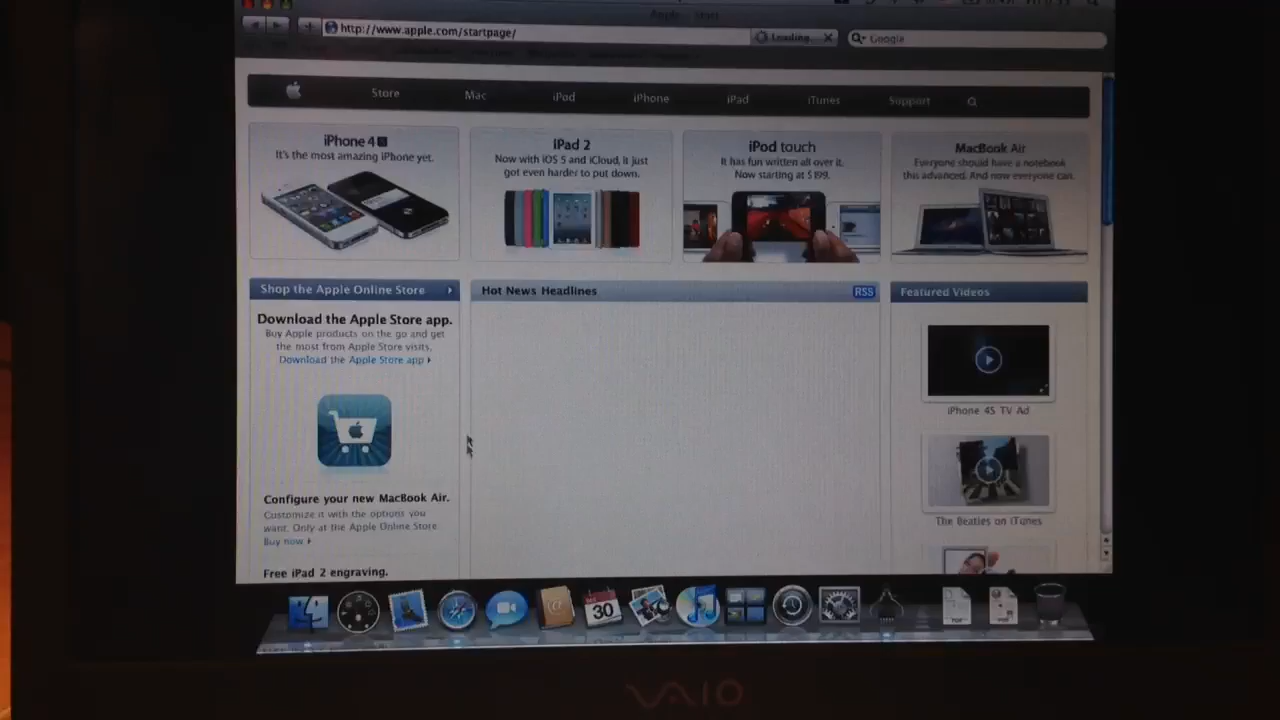 http://www.apple.com/startpage/
Loading
Google
Store
Mac
iPod
iPhone
iPad
iTunes
Support
iPhone 4S
It's the most amazing iPhone yet.
iPad 2
Now with iOS 5 and iCloud, it just
got even harder to put down.
iPod touch
It has fun written all over it.
Now starting at $199.
MacBook Air
Everyone should have a notebook
this advanced. And now everyone can.
Shop the Apple Online Store
Download the Apple Store app.
Buy Apple products on the go and get
the most from Apple Store visits.
Download the Apple Store app
Configure your new MacBook Air.
Customize it with the options you
want. Only at the Apple Online Store
Buy now
Free iPad 2 engraving.
Hot News Headlines
RSS
Featured Videos
iPhone 4S TV Ad
The Beatles on iTunes
30
VAIO